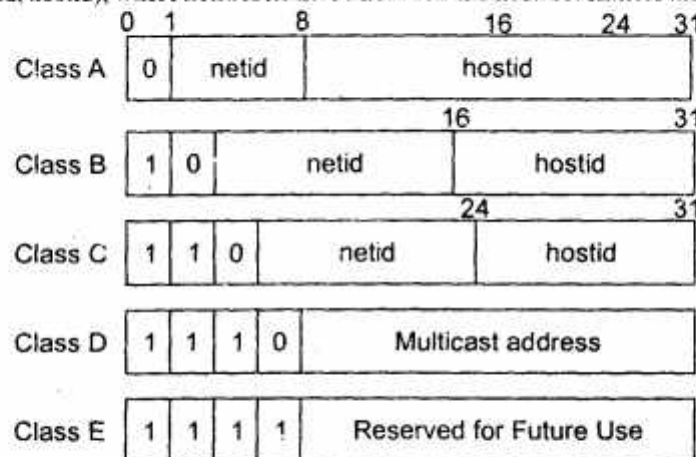 0 1 8 16 24 31
Class A 0 netid hostid
16 31
Class B 1 0 netid hostid
24 31
Class C 1 1 0 netid hostid
Class D 1 1 1 0 Multicast address
Class E 1 1 1 1 Reserved for Future Use